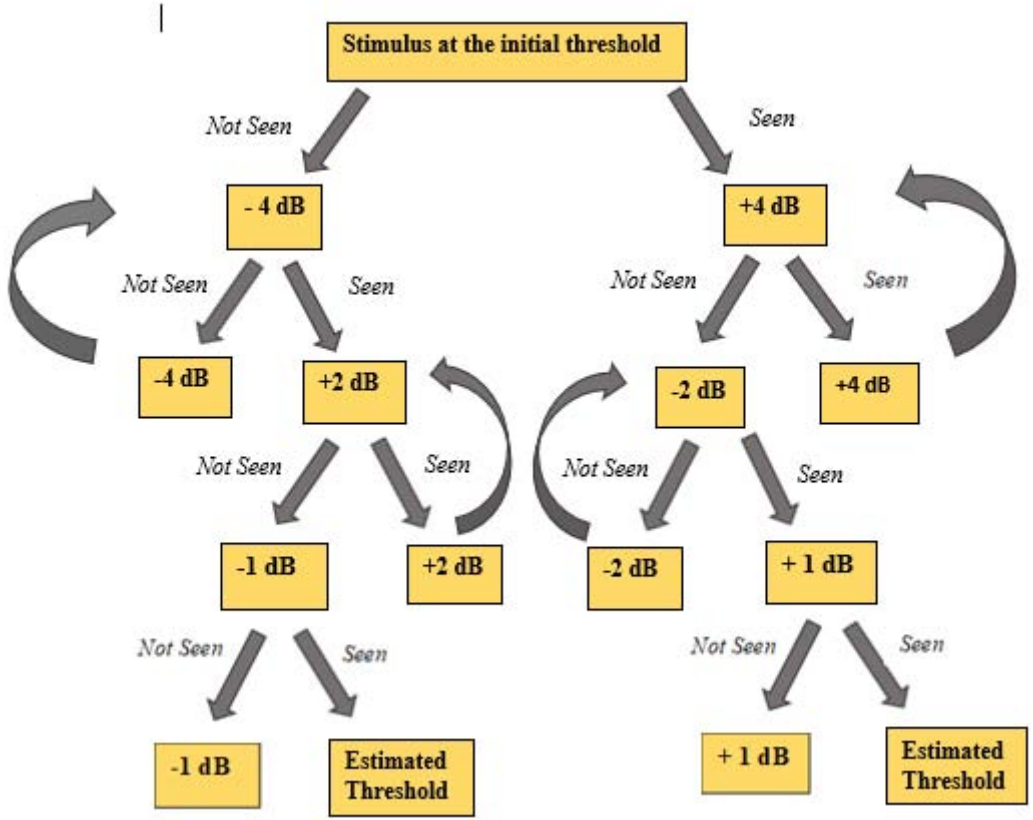 Stimulus at the initial threshold
Not Seen
Seen
- 4 dB
+4 dB
Not Seen
Seen
Not Seen
Seen
-4 dB
+2 dB
-2 dB
+4 dB
Not Seen
Seen
Not Seen
Seen
-1 dB
+2 dB
-2 dB
+ 1 dB
Not Seen
Seen
Not Seen
Seen
-1 dB
Estimated
Threshold
+ 1 dB
Estimated
Threshold